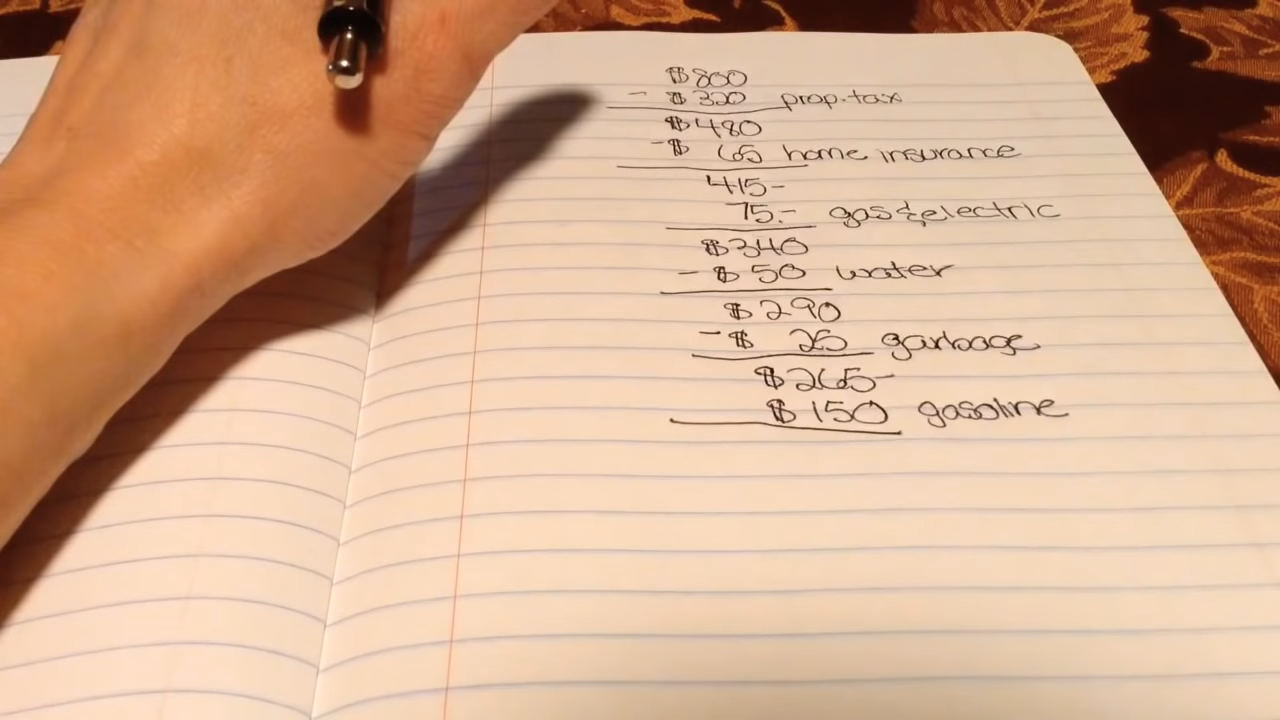 $800
- $320 prop.tax
$480
-$ 65 home insurance
415-
75.- gas & electric
$340
- $ 50 water
$290
-$ 25 garbage
$265-
$150 gasoline